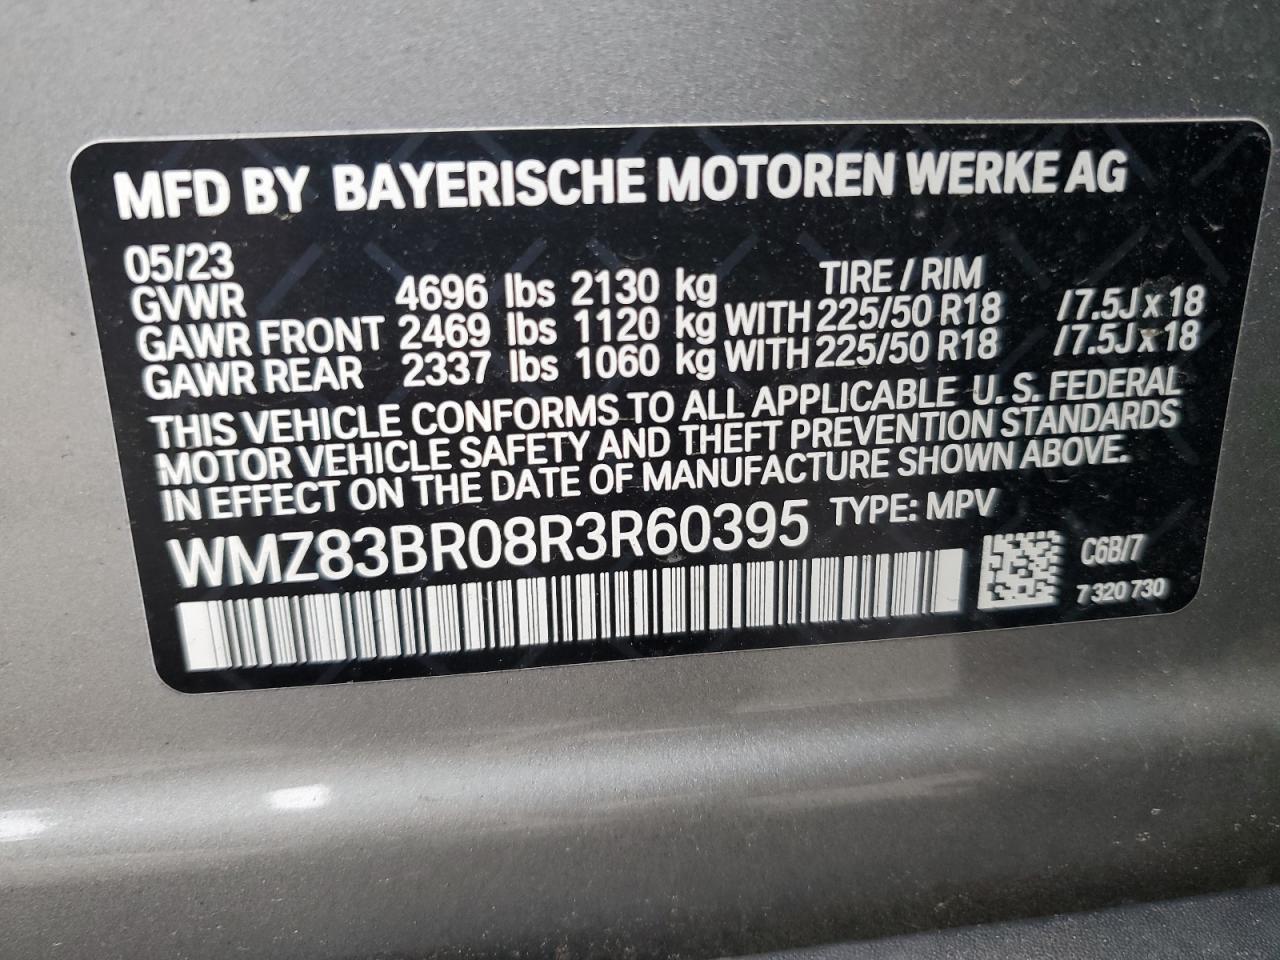 MFD BY BAYERISCHE MOTOREN WERKE AG
05/23
GVWR 4696 lbs 2130 kg TIRE / RIM
GAWR FRONT 2469 lbs 1120 kg WITH 225/50 R18 /7.5J x 18
GAWR REAR 2337 lbs 1060 kg WITH 225/50 R18 /7.5J x 18
THIS VEHICLE CONFORMS TO ALL APPLICABLE U. S. FEDERAL
MOTOR VEHICLE SAFETY AND THEFT PREVENTION STANDARDS
IN EFFECT ON THE DATE OF MANUFACTURE SHOWN ABOVE.
WMZ83BR08R3R60395 TYPE: MPV
C6B/7
7 320 730